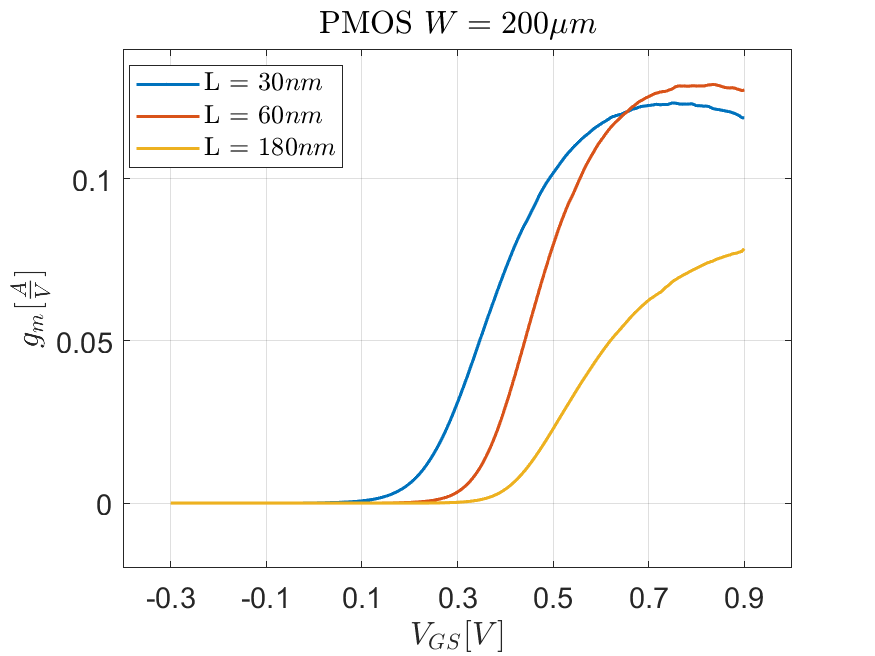 PMOS W = 200μm
L = 30nm
L = 60nm
L = 180nm
0.1
0.05
0
g_m [A/V]
-0.3 -0.1 0.1 0.3 0.5 0.7 0.9
V_GS [V]